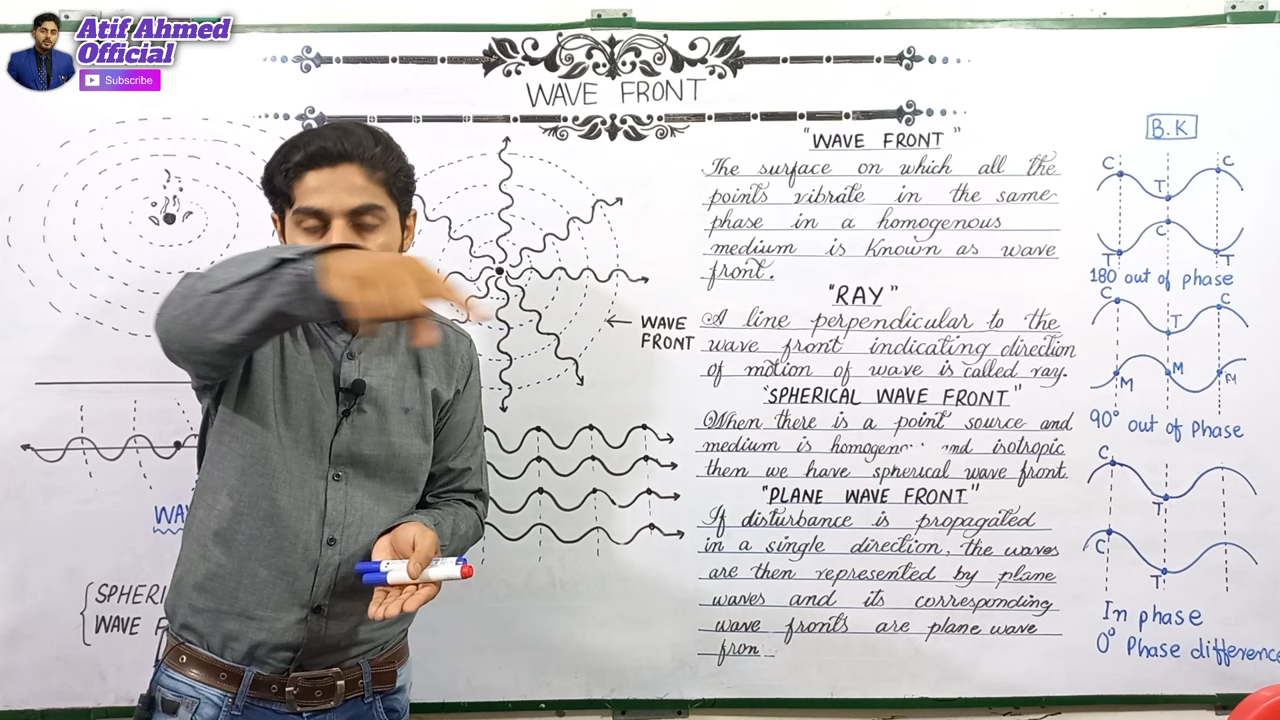 Atif Ahmed
Official
Subscribe
WAVE FRONT
"WAVE FRONT"
The surface on which all the
points vibrate in the same
phase in a homogenous
medium is known as wave
front.
"RAY"
A line perpendicular to the
wave front indicating direction
of motion of wave is called ray.
"SPHERICAL WAVE FRONT"
When there is a point source and
medium is and isotropic
then we have spherical wave front.
"PLANE WAVE FRONT"
If disturbance is propagated
in a single direction, the waves
are then represented by plane
waves and its corresponding
wave fronts are plane wave
fron
WAVE
FRONT
WAVE
B.K
C C
T
C
T T
180 out of phase
C C
T
M M M
90° out of Phase
C
T
C
T
In phase
0° Phase difference